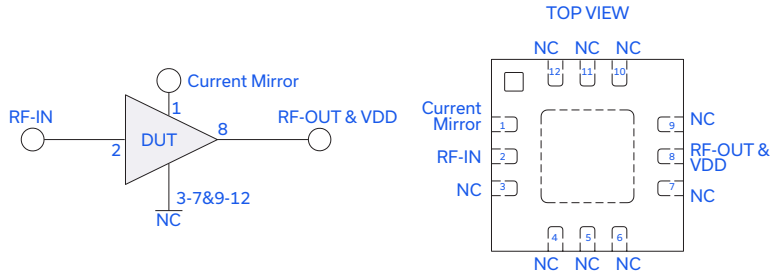 TOP VIEW
Current Mirror
RF-IN
1
DUT
2
8
RF-OUT & VDD
3-7&9-12
NC
NC NC NC
12 11 10
Current
Mirror
1
9
NC
RF-IN
2
8
RF-OUT &
VDD
NC
3
7
NC
4 5 6
NC NC NC